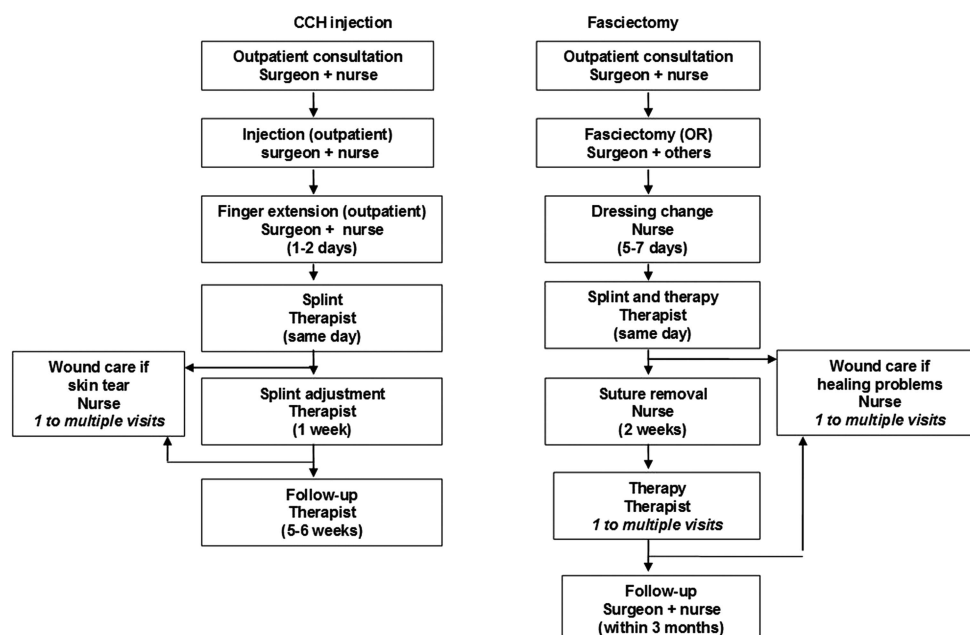 CCH injection
Outpatient consultation
Surgeon + nurse
Injection (outpatient)
surgeon + nurse
Finger extension (outpatient)
Surgeon + nurse
(1-2 days)
Splint
Therapist
(same day)
Wound care if
skin tear
Nurse
1 to multiple visits
Splint adjustment
Therapist
(1 week)
Follow-up
Therapist
(5-6 weeks)
Fasciectomy
Outpatient consultation
Surgeon + nurse
Fasciectomy (OR)
Surgeon + others
Dressing change
Nurse
(5-7 days)
Splint and therapy
Therapist
(same day)
Wound care if
healing problems
Nurse
1 to multiple visits
Suture removal
Nurse
(2 weeks)
Therapy
Therapist
1 to multiple visits
Follow-up
Surgeon + nurse
(within 3 months)